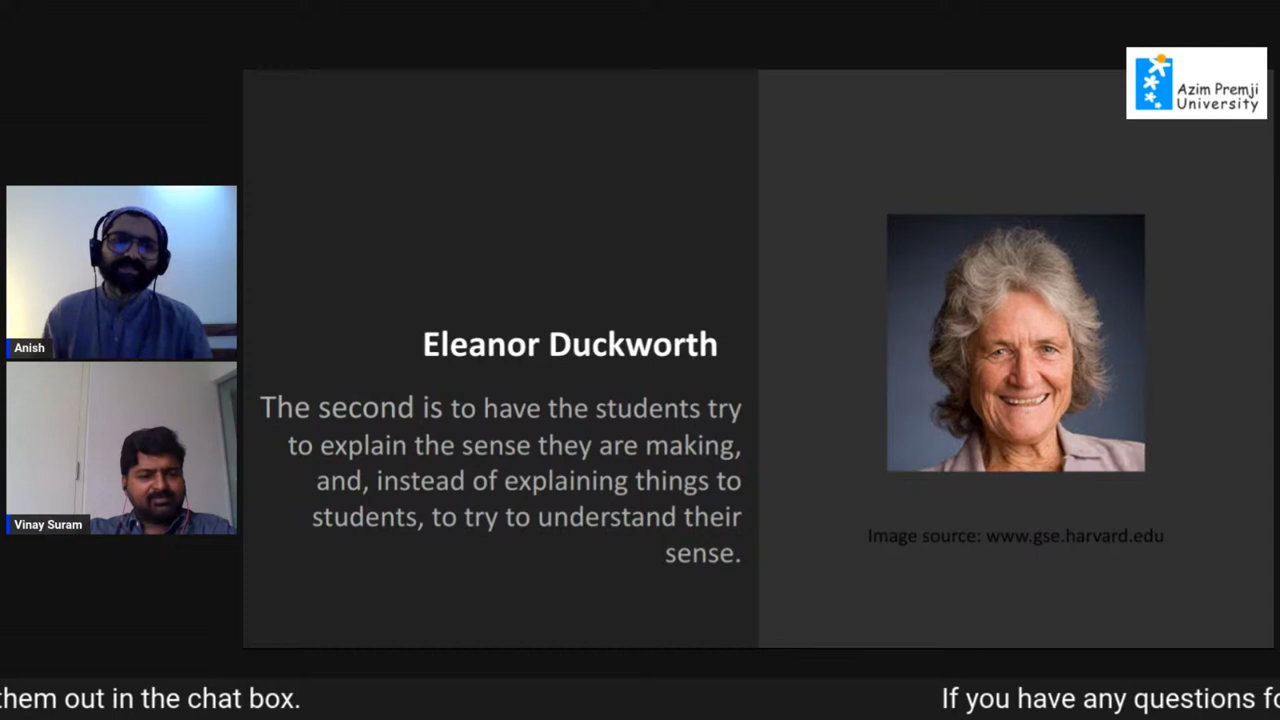 Azim Premji
University
Anish
Vinay Suram
Eleanor Duckworth
The second is to have the students try
to explain the sense they are making,
and, instead of explaining things to
students, to try to understand their
sense.
Image source: www.gse.harvard.edu
them out in the chat box.
If you have any questions fo